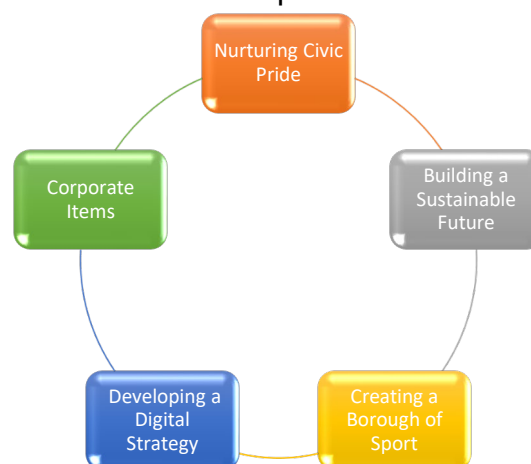 Nurturing Civic
Pride
Building a
Sustainable
Future
Creating a
Borough of
Sport
Developing a
Digital
Strategy
Corporate
Items